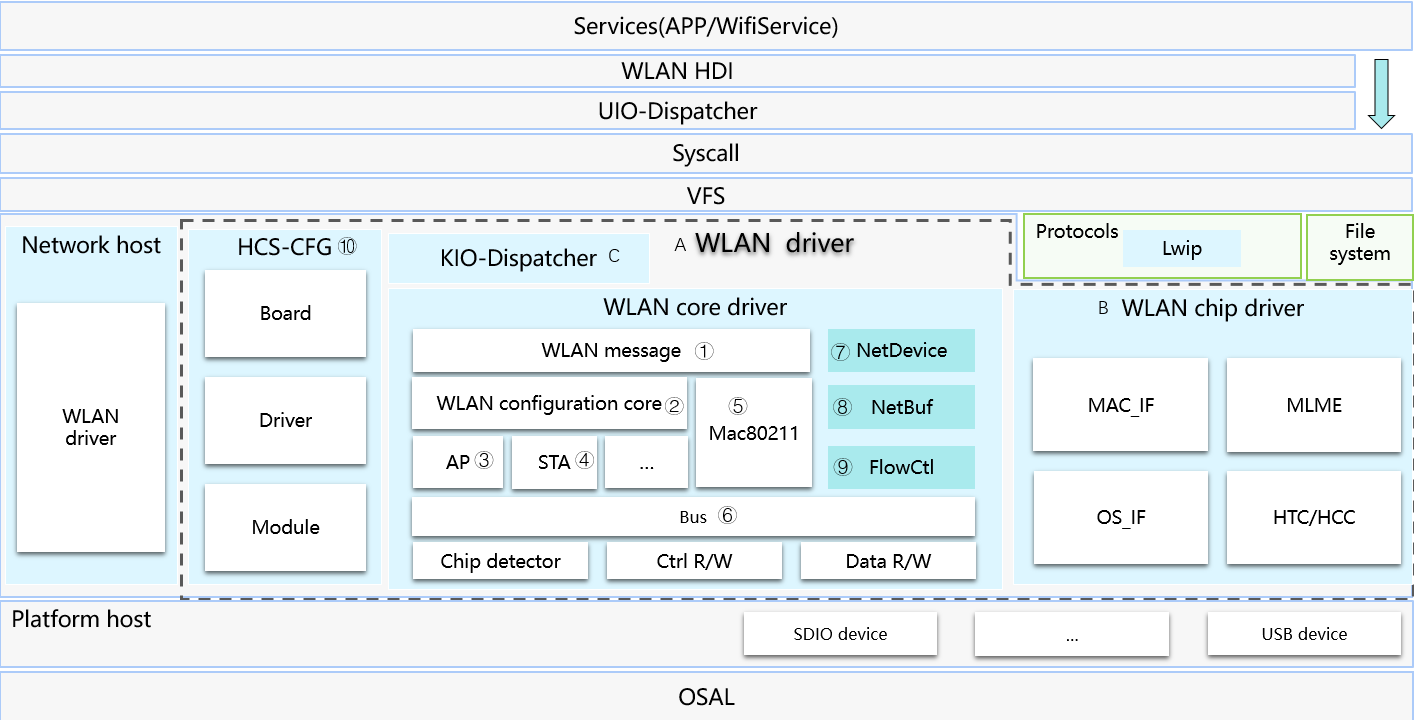 Services(APP/WifiService)
WLAN HDI
UIO-Dispatcher
Syscall
VFS
Network host
WLAN
driver
HCS-CFG ⑩
Board
Driver
Module
KIO-Dispatcher C
A WLAN driver
WLAN core driver
WLAN message ①
WLAN configuration core ②
AP ③
STA ④
...
⑤
Mac80211
⑦ NetDevice
⑧ NetBuf
⑨ FlowCtl
Bus ⑥
Chip detector
Ctrl R/W
Data R/W
Protocols
Lwip
File
system
B WLAN chip driver
MAC_IF
MLME
OS_IF
HTC/HCC
Platform host
SDIO device
...
USB device
OSAL